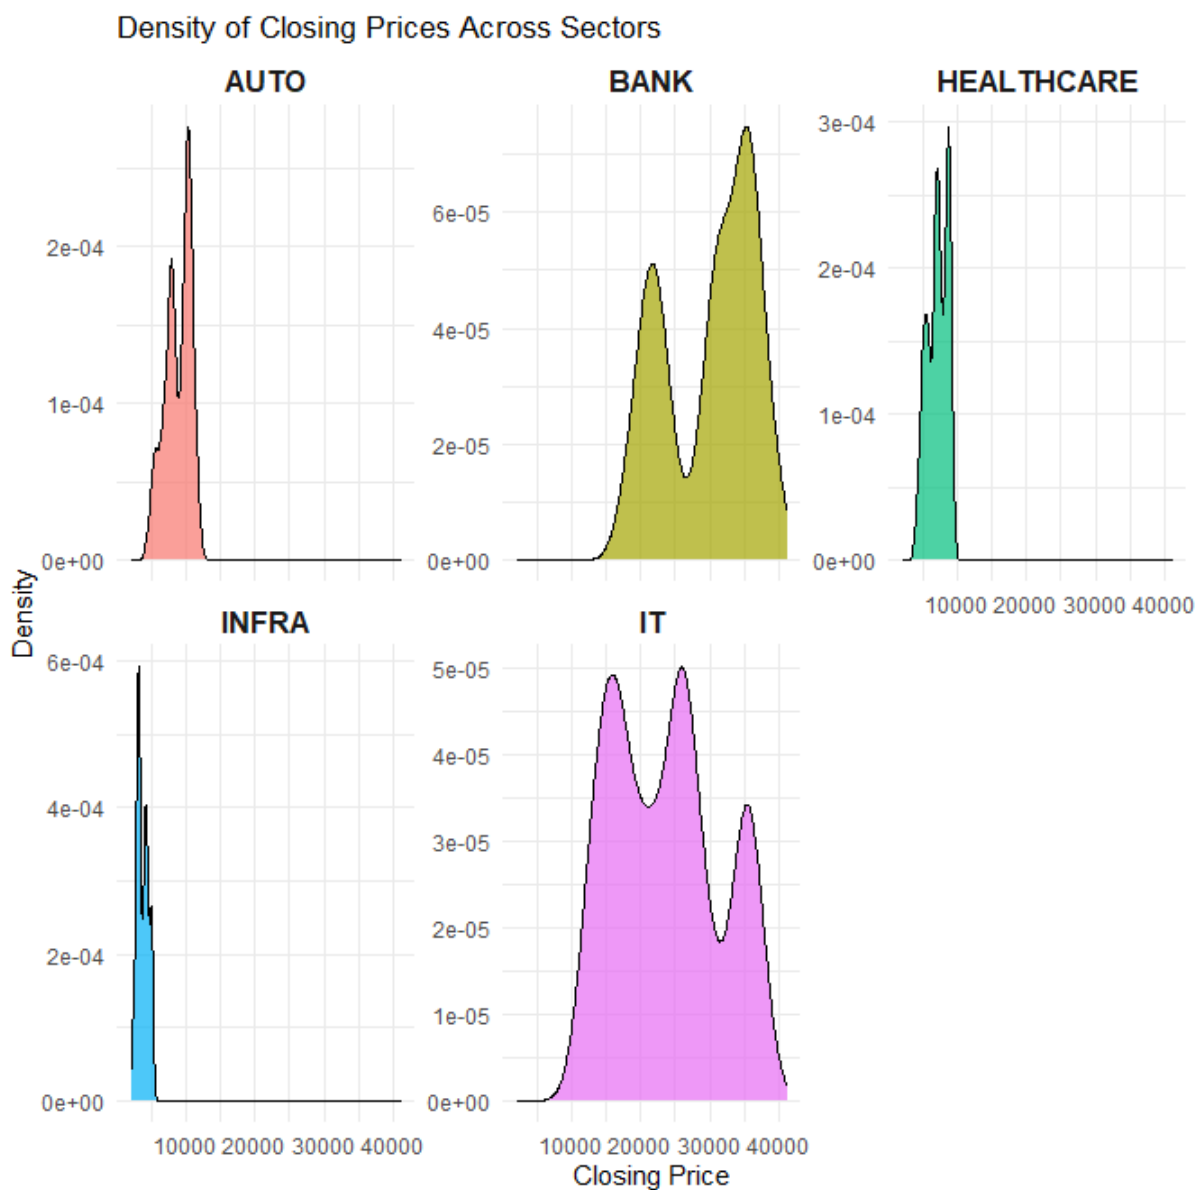 Density of Closing Prices Across Sectors
AUTO
BANK
HEALTHCARE
2e-04
1e-04
0e+00
6e-05
4e-05
2e-05
0e+00
3e-04
2e-04
1e-04
0e+00
10000 20000 30000 40000
Density
INFRA
IT
6e-04
4e-04
2e-04
0e+00
5e-05
4e-05
3e-05
2e-05
1e-05
0e+00
10000 20000 30000 40000
10000 20000 30000 40000
Closing Price